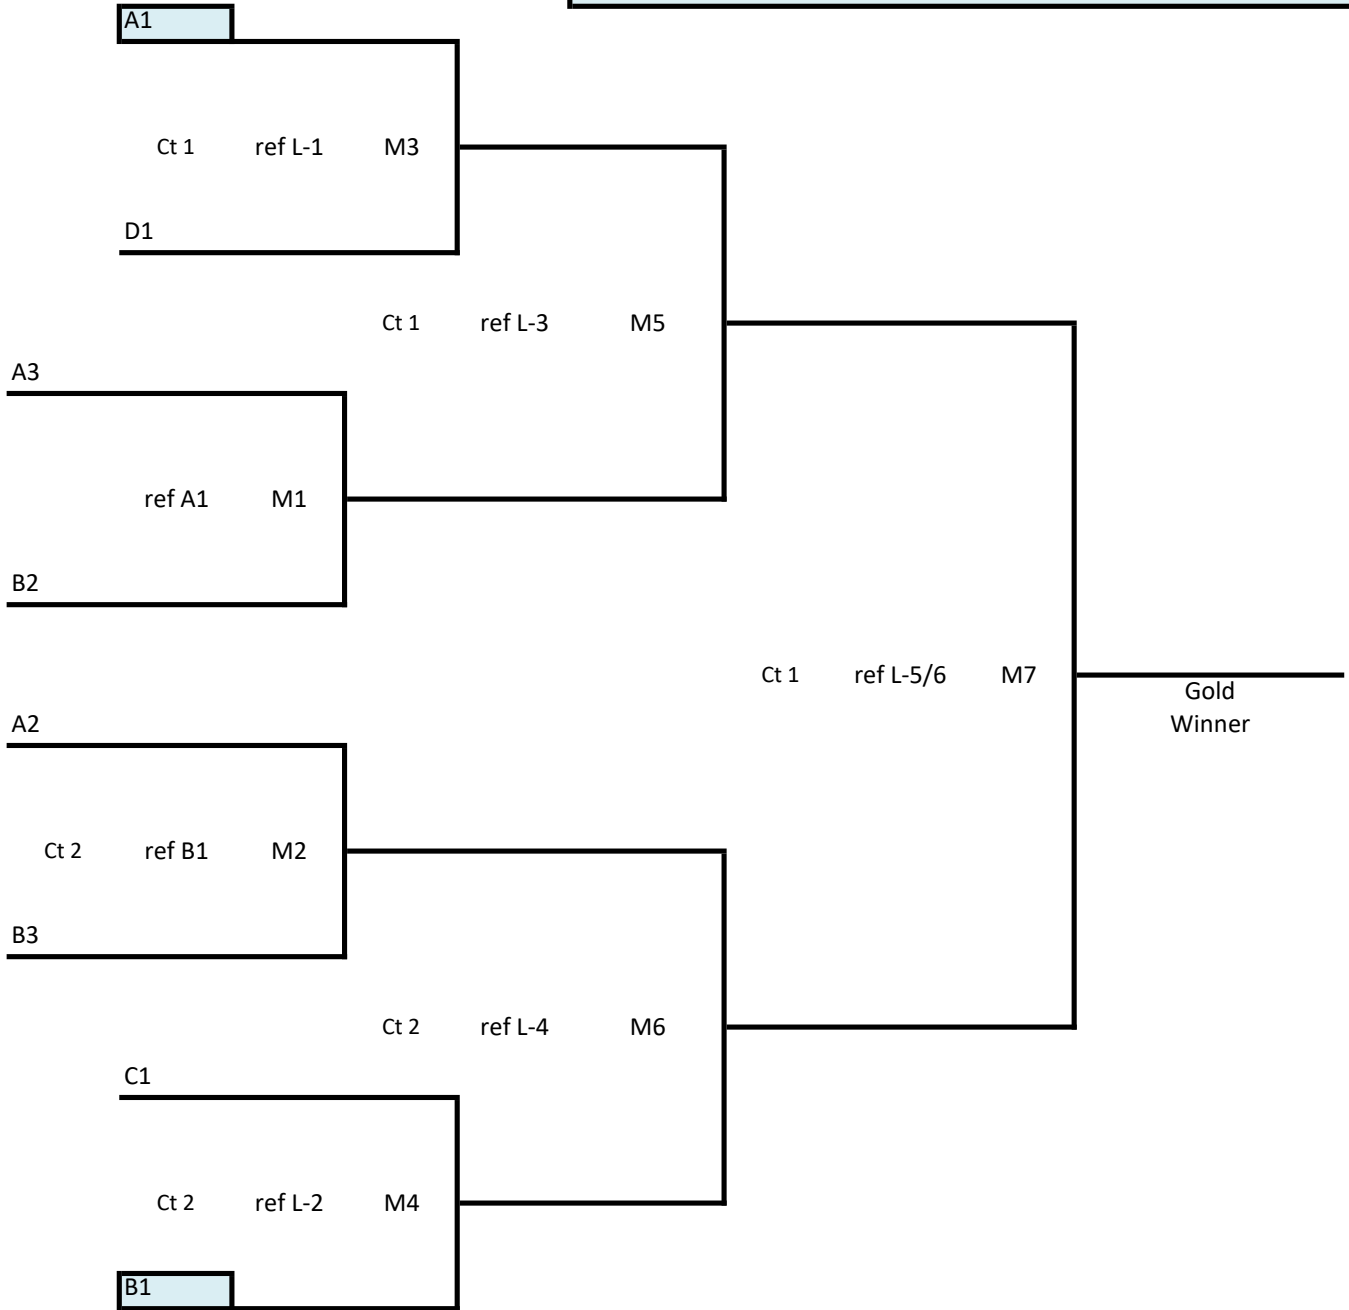 A1
Ct 1 ref L-1 M3
D1
Ct 1 ref L-3 M5
A3
ref A1 M1
B2
Ct 1 ref L-5/6 M7
Gold
Winner
A2
Ct 2 ref B1 M2
B3
Ct 2 ref L-4 M6
C1
Ct 2 ref L-2 M4
B1